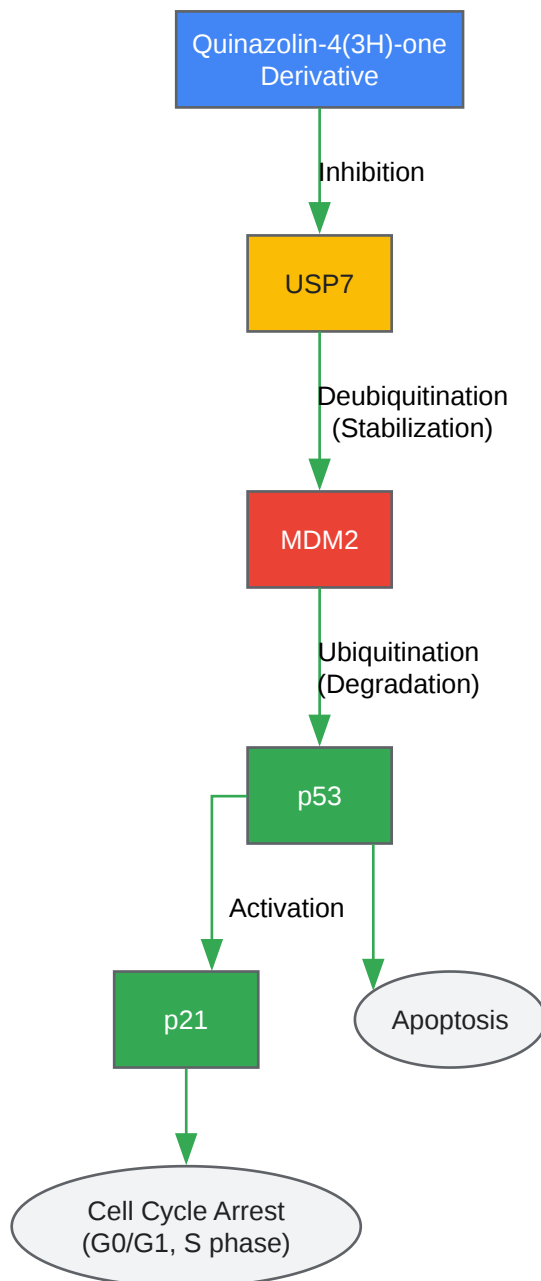 Quinazolin-4(3H)-one
Derivative
Inhibition
USP7
Deubiquitination
(Stabilization)
MDM2
Ubiquitination
(Degradation)
p53
Activation
p21
Apoptosis
Cell Cycle Arrest
(G0/G1, S phase)